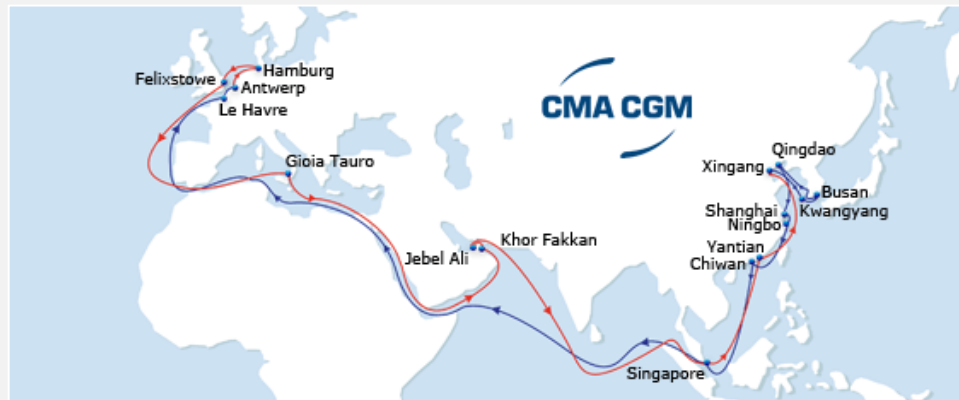 Hamburg
Felixstowe
Antwerp
Le Havre
CMA CGM
Gioia Tauro
Qingdao
Xingang
Busan
Kwangyang
Shanghai
Ningbo
Yantian
Chiwan
Khor Fakkan
Jebel Ali
Singapore